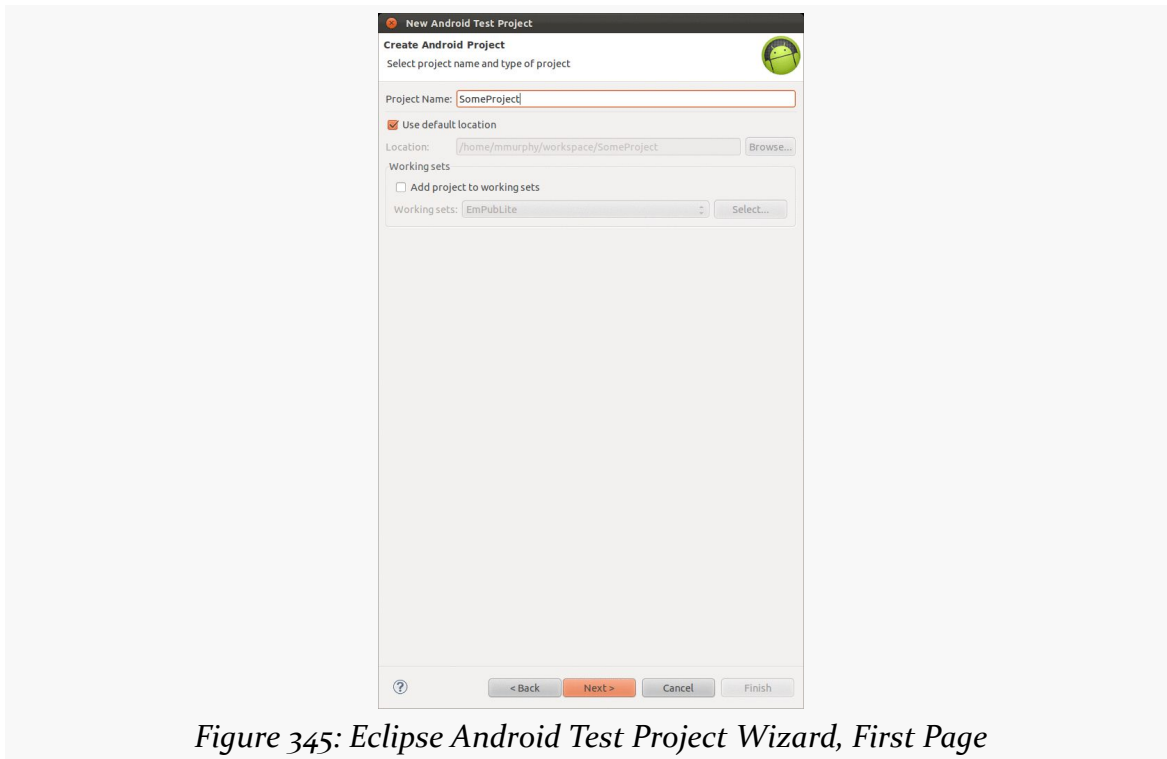 New Android Test Project
Create Android Project
Select project name and type of project
Project Name: SomeProject
Use default location
Location: /home/mmurphy/workspace/SomeProject Browse...
Working sets
Add project to working sets
Working sets: EmPubLite Select...
? < Back Next > Cancel Finish
Figure 345: Eclipse Android Test Project Wizard, First Page